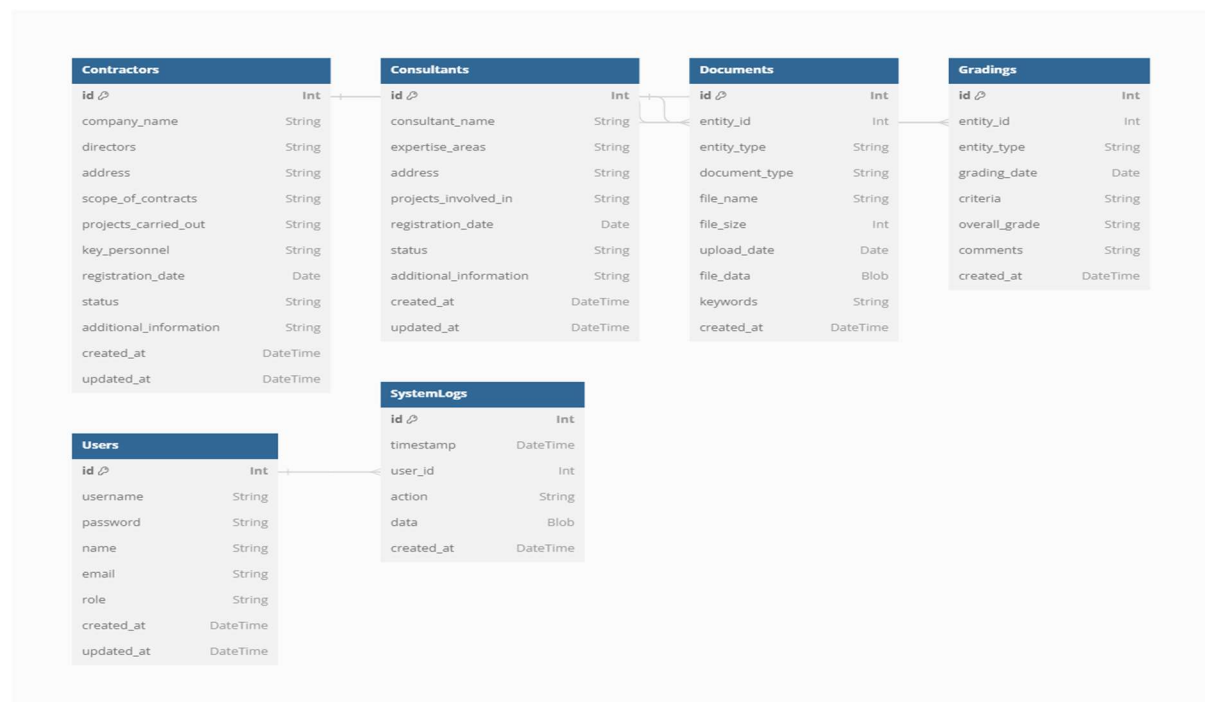 Contractors
id Int
company_name String
directors String
address String
scope_of_contracts String
projects_carried_out String
key_personnel String
registration_date Date
status String
additional_information String
created_at DateTime
updated_at DateTime
Consultants
id Int
consultant_name String
expertise_areas String
address String
projects_involved_in String
registration_date Date
status String
additional_information String
created_at DateTime
updated_at DateTime
Documents
id Int
entity_id Int
entity_type String
document_type String
file_name String
file_size Int
upload_date Date
file_data Blob
keywords String
created_at DateTime
Gradings
id Int
entity_id Int
entity_type String
grading_date Date
criteria String
overall_grade String
comments String
created_at DateTime
Users
id Int
username String
password String
name String
email String
role String
created_at DateTime
updated_at DateTime
SystemLogs
id Int
timestamp DateTime
user_id Int
action String
data Blob
created_at DateTime